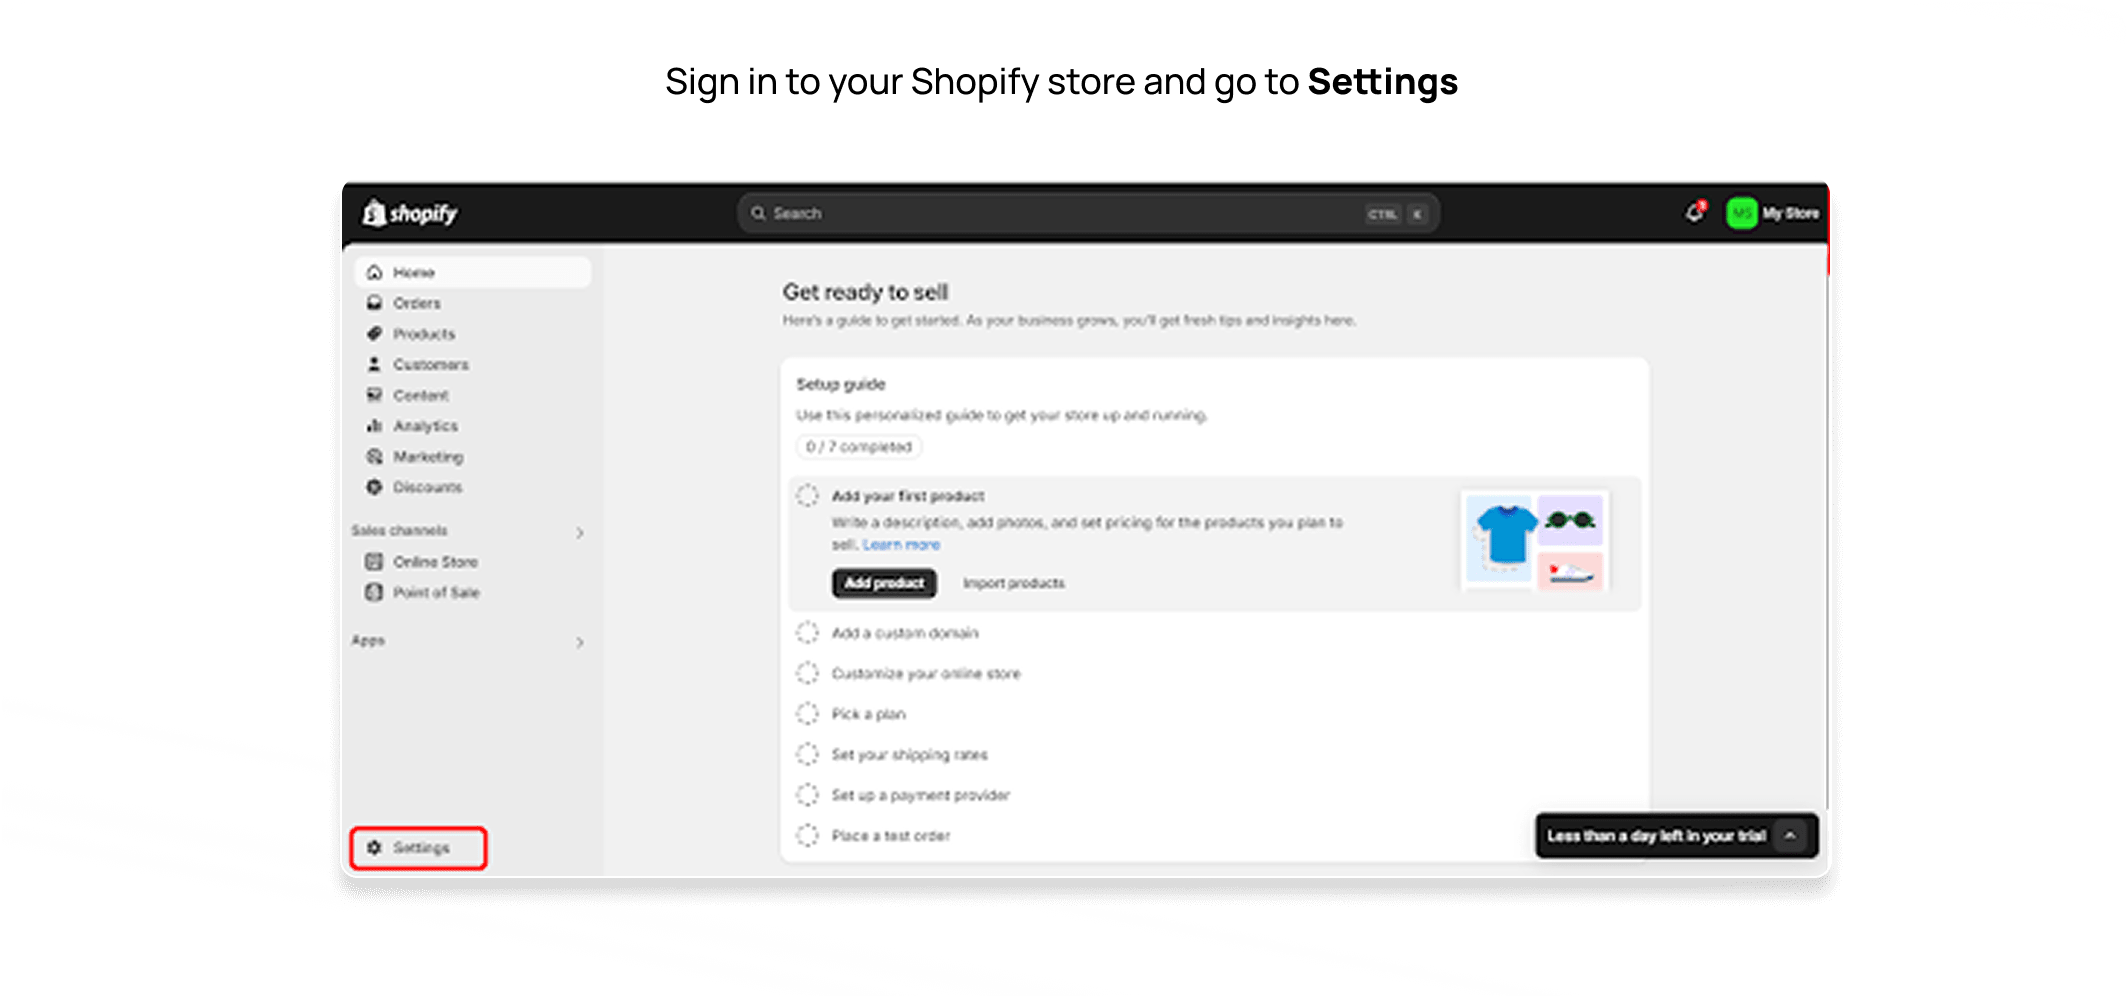 Sign in to your Shopify store and go to Settings
shopify
Search
CTRL K
1
MS
My Store
Home
Orders
Products
Customers
Content
Analytics
Marketing
Discounts
Sales channels
Online Store
Point of Sale
Apps
Settings
Get ready to sell
Here's a guide to get started. As your business grows, you'll get fresh tips and insights here.
Setup guide
Use this personalized guide to get your store up and running.
0 / 7 completed
Add your first product
Write a description, add photos, and set pricing for the products you plan to
sell. Learn more
Add product
Import products
Add a custom domain
Customize your online store
Pick a plan
Set your shipping rates
Set up a payment provider
Place a test order
Less than a day left in your trial